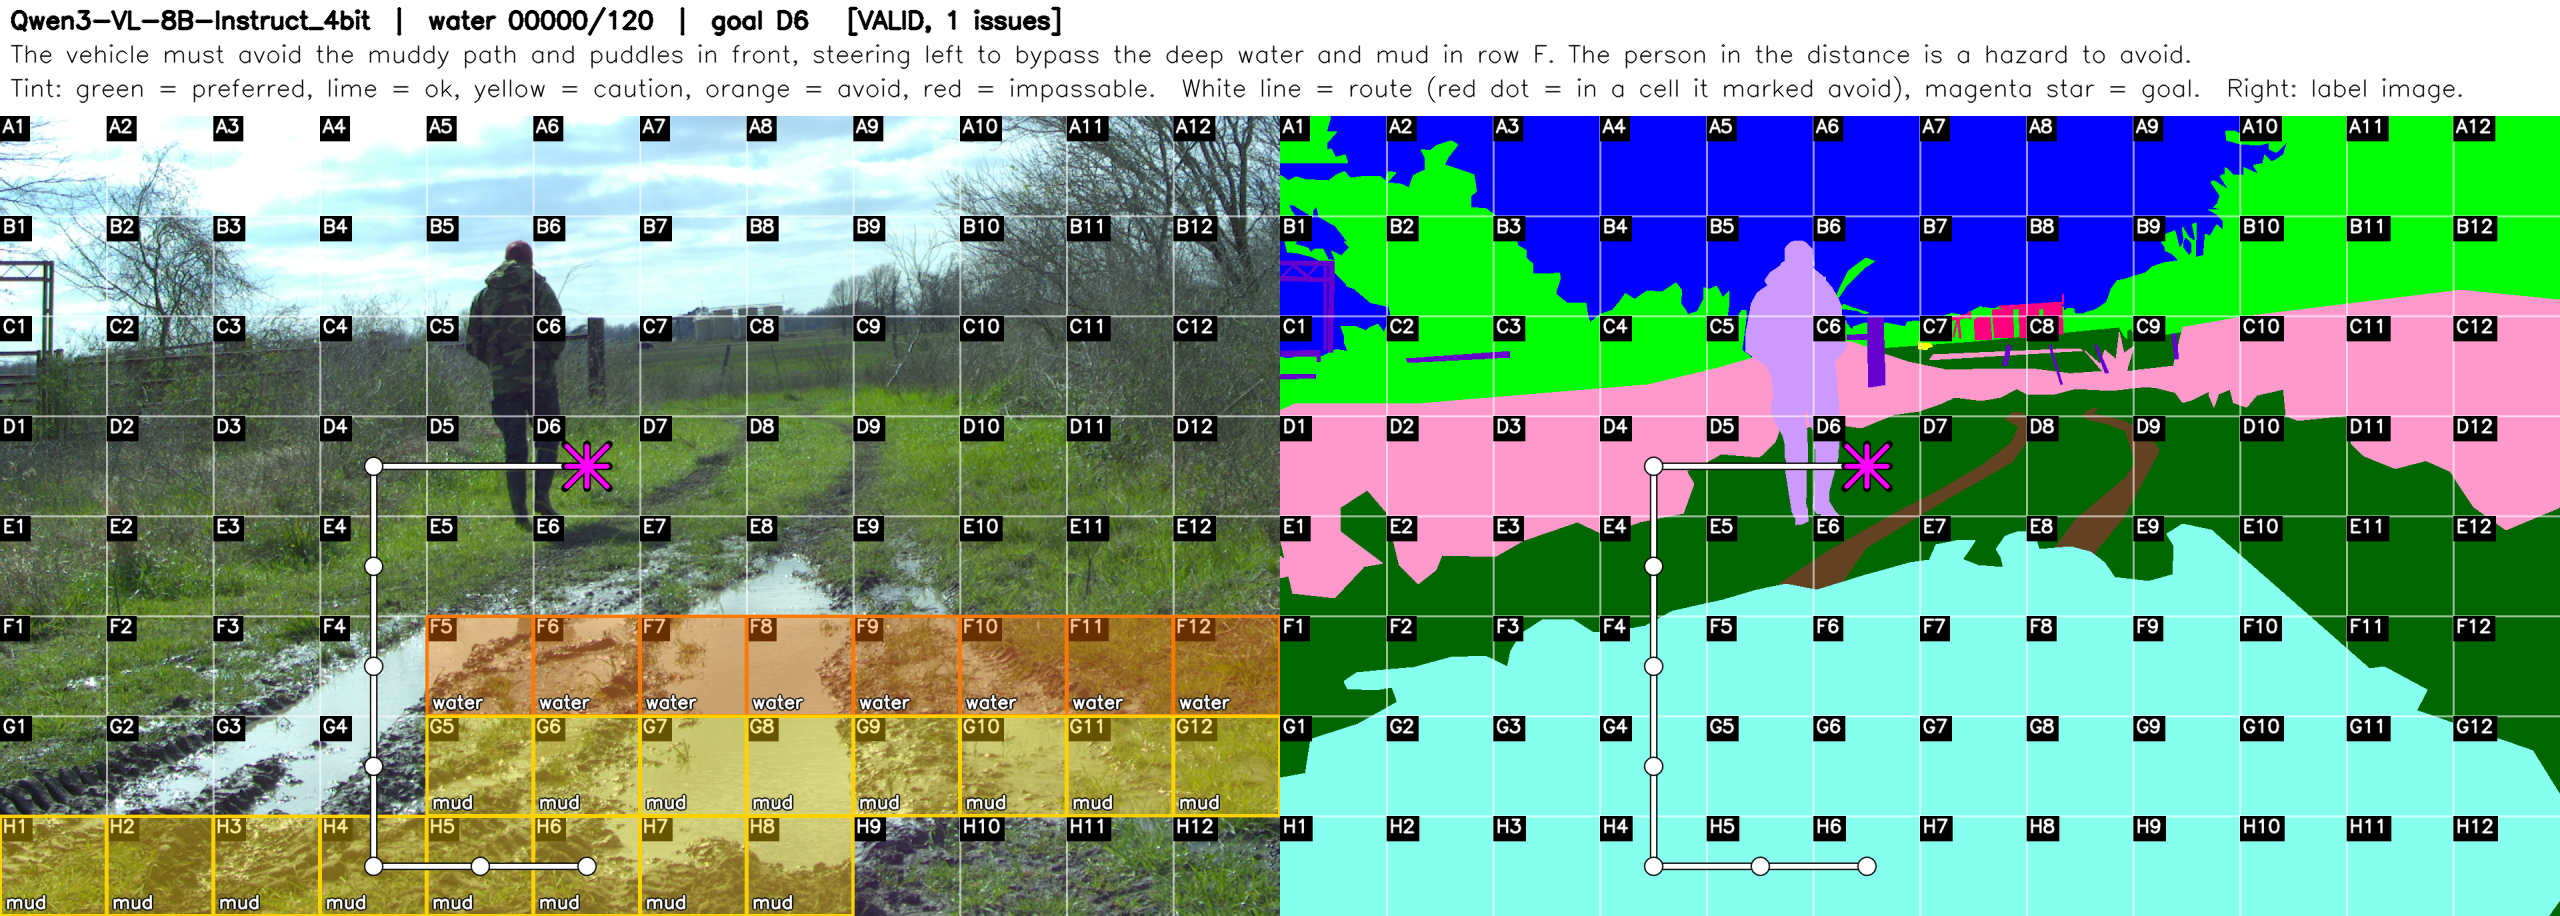 Qwen3-VL-8B-Instruct_4bit | water 00000/120 | goal D6 [VALID, 1 issues]
The vehicle must avoid the muddy path and puddles in front, steering left to bypass the deep water and mud in row F. The person in the distance is a hazard to avoid.
Tint: green = preferred, lime = ok, yellow = caution, orange = avoid, red = impassable. White line = route (red dot = in a cell it marked avoid), magenta star = goal. Right: label image.
A1 A2 A3 A4 A5 A6 A7 A8 A9 A10 A11 A12 A1 A2 A3 A4 A5 A6 A7 A8 A9 A10 A11 A12
B1 B2 B3 B4 B5 B6 B7 B8 B9 B10 B11 B12 B1 B2 B3 B4 B5 B6 B7 B8 B9 B10 B11 B12
C1 C2 C3 C4 C5 C6 C7 C8 C9 C10 C11 C12 C1 C2 C3 C4 C5 C6 C7 C8 C9 C10 C11 C12
D1 D2 D3 D4 D5 D6 D7 D8 D9 D10 D11 D12 D1 D2 D3 D4 D5 D6 D7 D8 D9 D10 D11 D12
E1 E2 E3 E4 E5 E6 E7 E8 E9 E10 E11 E12 E1 E2 E3 E4 E5 E6 E7 E8 E9 E10 E11 E12
F1 F2 F3 F4 F5 F6 F7 F8 F9 F10 F11 F12 F1 F2 F3 F4 F5 F6 F7 F8 F9 F10 F11 F12
water water water water water water water water
G1 G2 G3 G4 G5 G6 G7 G8 G9 G10 G11 G12 G1 G2 G3 G4 G5 G6 G7 G8 G9 G10 G11 G12
mud mud mud mud mud mud mud mud
H1 H2 H3 H4 H5 H6 H7 H8 H9 H10 H11 H12 H1 H2 H3 H4 H5 H6 H7 H8 H9 H10 H11 H12
mud mud mud mud mud mud mud mud